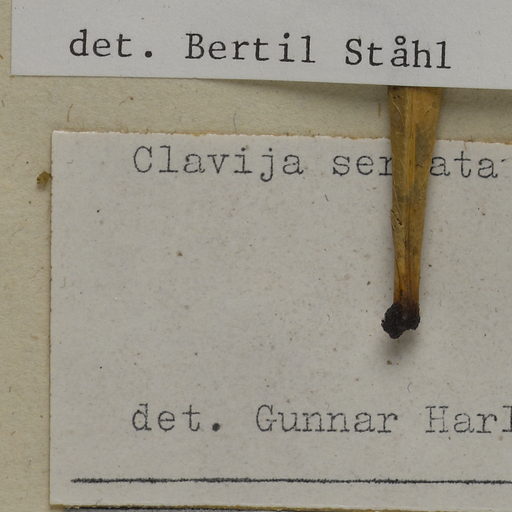 det. Bertil Ståhl
Clavija
det. Gunnar